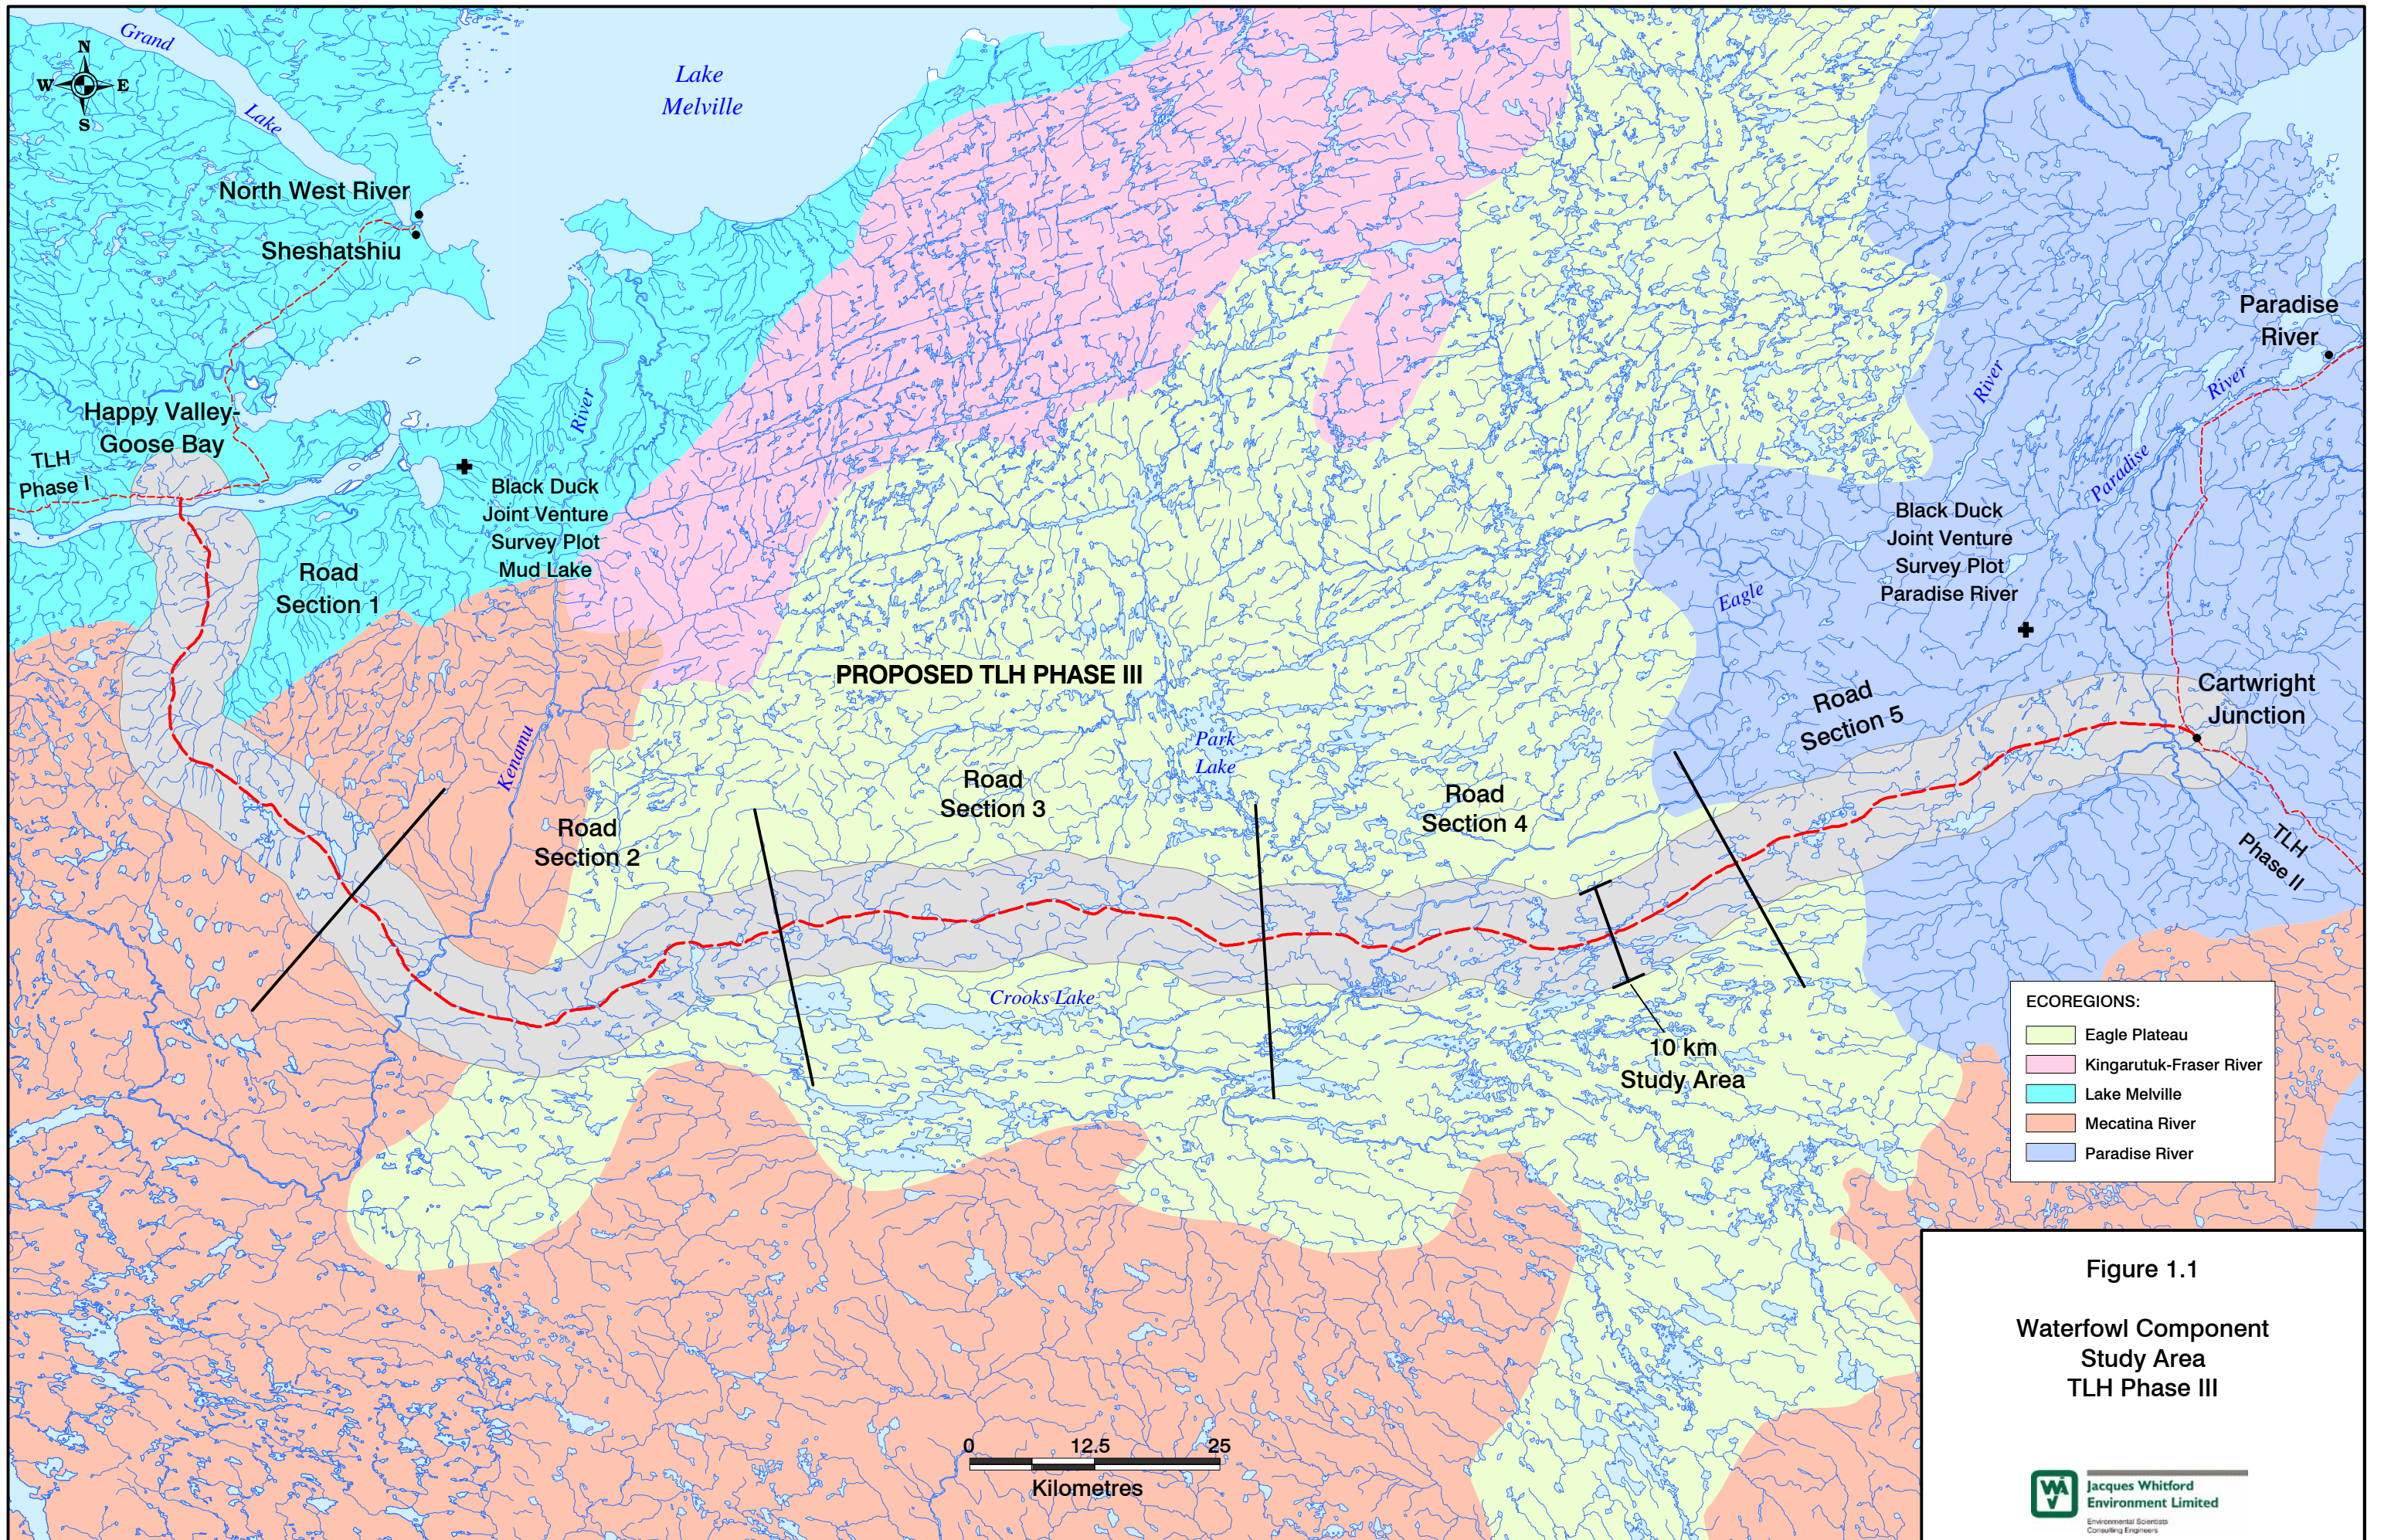 Grand
Lake
N
W E
S
Lake
Melville
North West River
Sheshatshiu
Happy Valley-
Goose Bay
TLH
Phase I
River
Black Duck
Joint Venture
Survey Plot
Mud Lake
Road
Section 1
Paradise
River
River
River
Paradise
Black Duck
Joint Venture
Survey Plot
Paradise River
Eagle
PROPOSED TLH PHASE III
Road
Section 5
Cartwright
Junction
Kenamu
Park
Lake
Road
Section 2
Road
Section 3
Road
Section 4
TLH
Phase II
Crooks Lake
10 km
Study Area
ECOREGIONS:
Eagle Plateau
Kingarutuk-Fraser River
Lake Melville
Mecatina River
Paradise River
Figure 1.1
Waterfowl Component
Study Area
TLH Phase III
0 12.5 25
Kilometres
WA
V
Jacques Whitford
Environment Limited
Environmental Scientists
Consulting Engineers